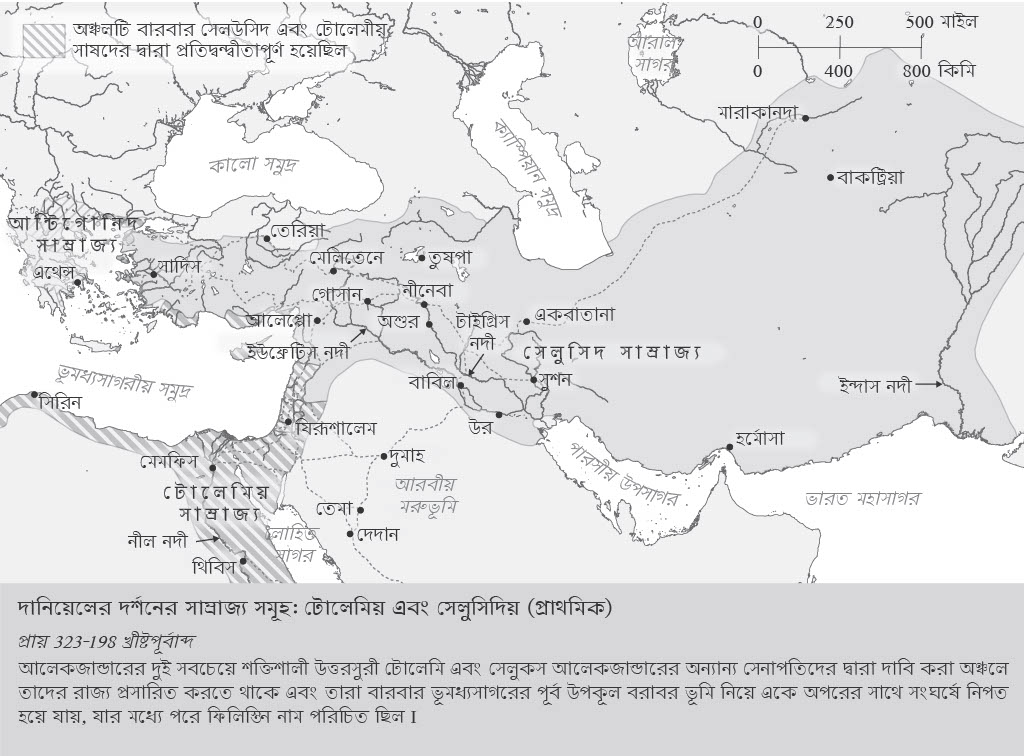 অঞ্চলটি বারবার সেলউসিদ এবং টোলেমীয়
সাষদের দ্বারা প্রতিদ্বন্দ্বীতাপূর্ণ হয়েছিল
0 250 500 মাইল
0 400 800 কিমি
আরাল
সাগর
মারাকানদা
বাকট্রিয়া
কালো সমুদ্র
ক্যাস্পিয়ান সমুদ্র
আন্টিগোনিদ
সাম্রাজ্য
এথেন্স
সার্দিস
তেরিয়া
মেলিতেনে
তুষপা
গোসান
নীনেবা
আলেপ্পো
অশুর
টাইগ্রিস
নদী
একবাতানা
ইউফ্রেটিস নদী
সেলুসিদ সাম্রাজ্য
ভূমধ্যসাগরীয় সমুদ্র
বাবিল
সুশন
ইন্দাস নদী
সিরিন
যিরূশালেম
উর
হর্মোসা
মেমফিস
দুমাহ
পারসীয় উপসাগর
টোলেমিয়
সাম্রাজ্য
আরবীয়
মরুভূমি
ভারত মহাসাগর
তেমা
নীল নদী
লোহিত
সাগর
দেদান
থিবিস
দানিয়েলের দর্শনের সাম্রাজ্য সমূহ: টোলেমিয় এবং সেলুসিদিয় (প্রাথমিক)
প্রায় 323-198 খ্রীষ্টপূর্বাব্দ
আলেকজান্ডারের দুই সবচেয়ে শক্তিশালী উত্তরসুরী টোলেমি এবং সেলুকস আলেকজান্ডারের অন্যান্য সেনাপতিদের দ্বারা দাবি করা অঞ্চলে
তাদের রাজ্য প্রসারিত করতে থাকে এবং তারা বারবার ভূমধ্যসাগরের পূর্ব উপকূল বরাবর ভূমি নিয়ে একে অপরের সাথে সংঘর্ষে নিপত
হয়ে যায়, যার মধ্যে পরে ফিলিস্তিন নাম পরিচিত ছিল I